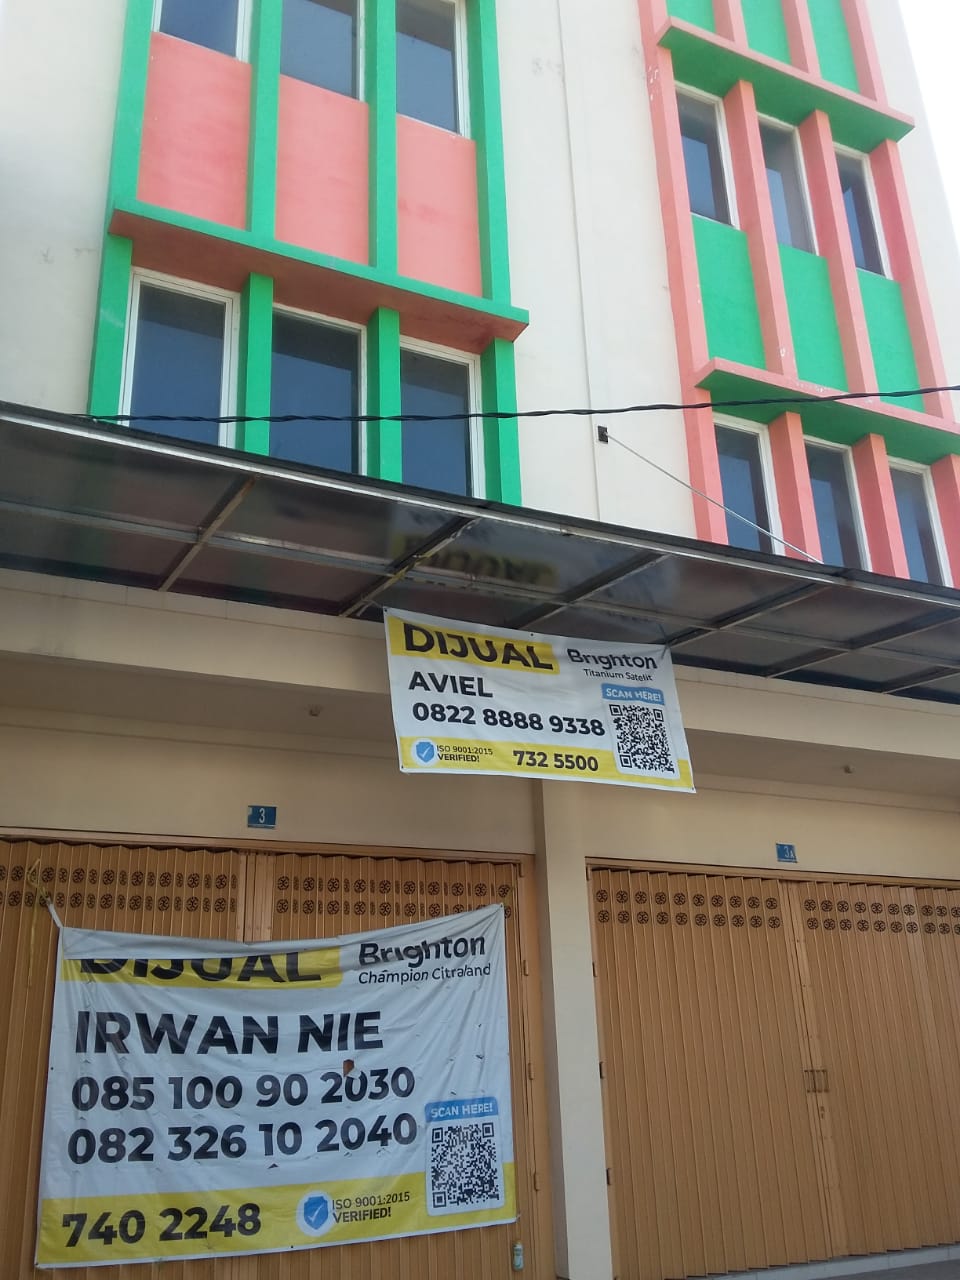 DIJUAL
Brighton
Titanium Satelit
AVIEL
0822 8888 9338
SCAN HERE!
ISO 9001:2015
VERIFIED!
732 5500
3
3A
DIJUAL
Brighton
Champion Citraland
IRWAN NIE
085 100 90 2030
082 326 10 2040
SCAN HERE!
740 2248
ISO 9001:2015
VERIFIED!